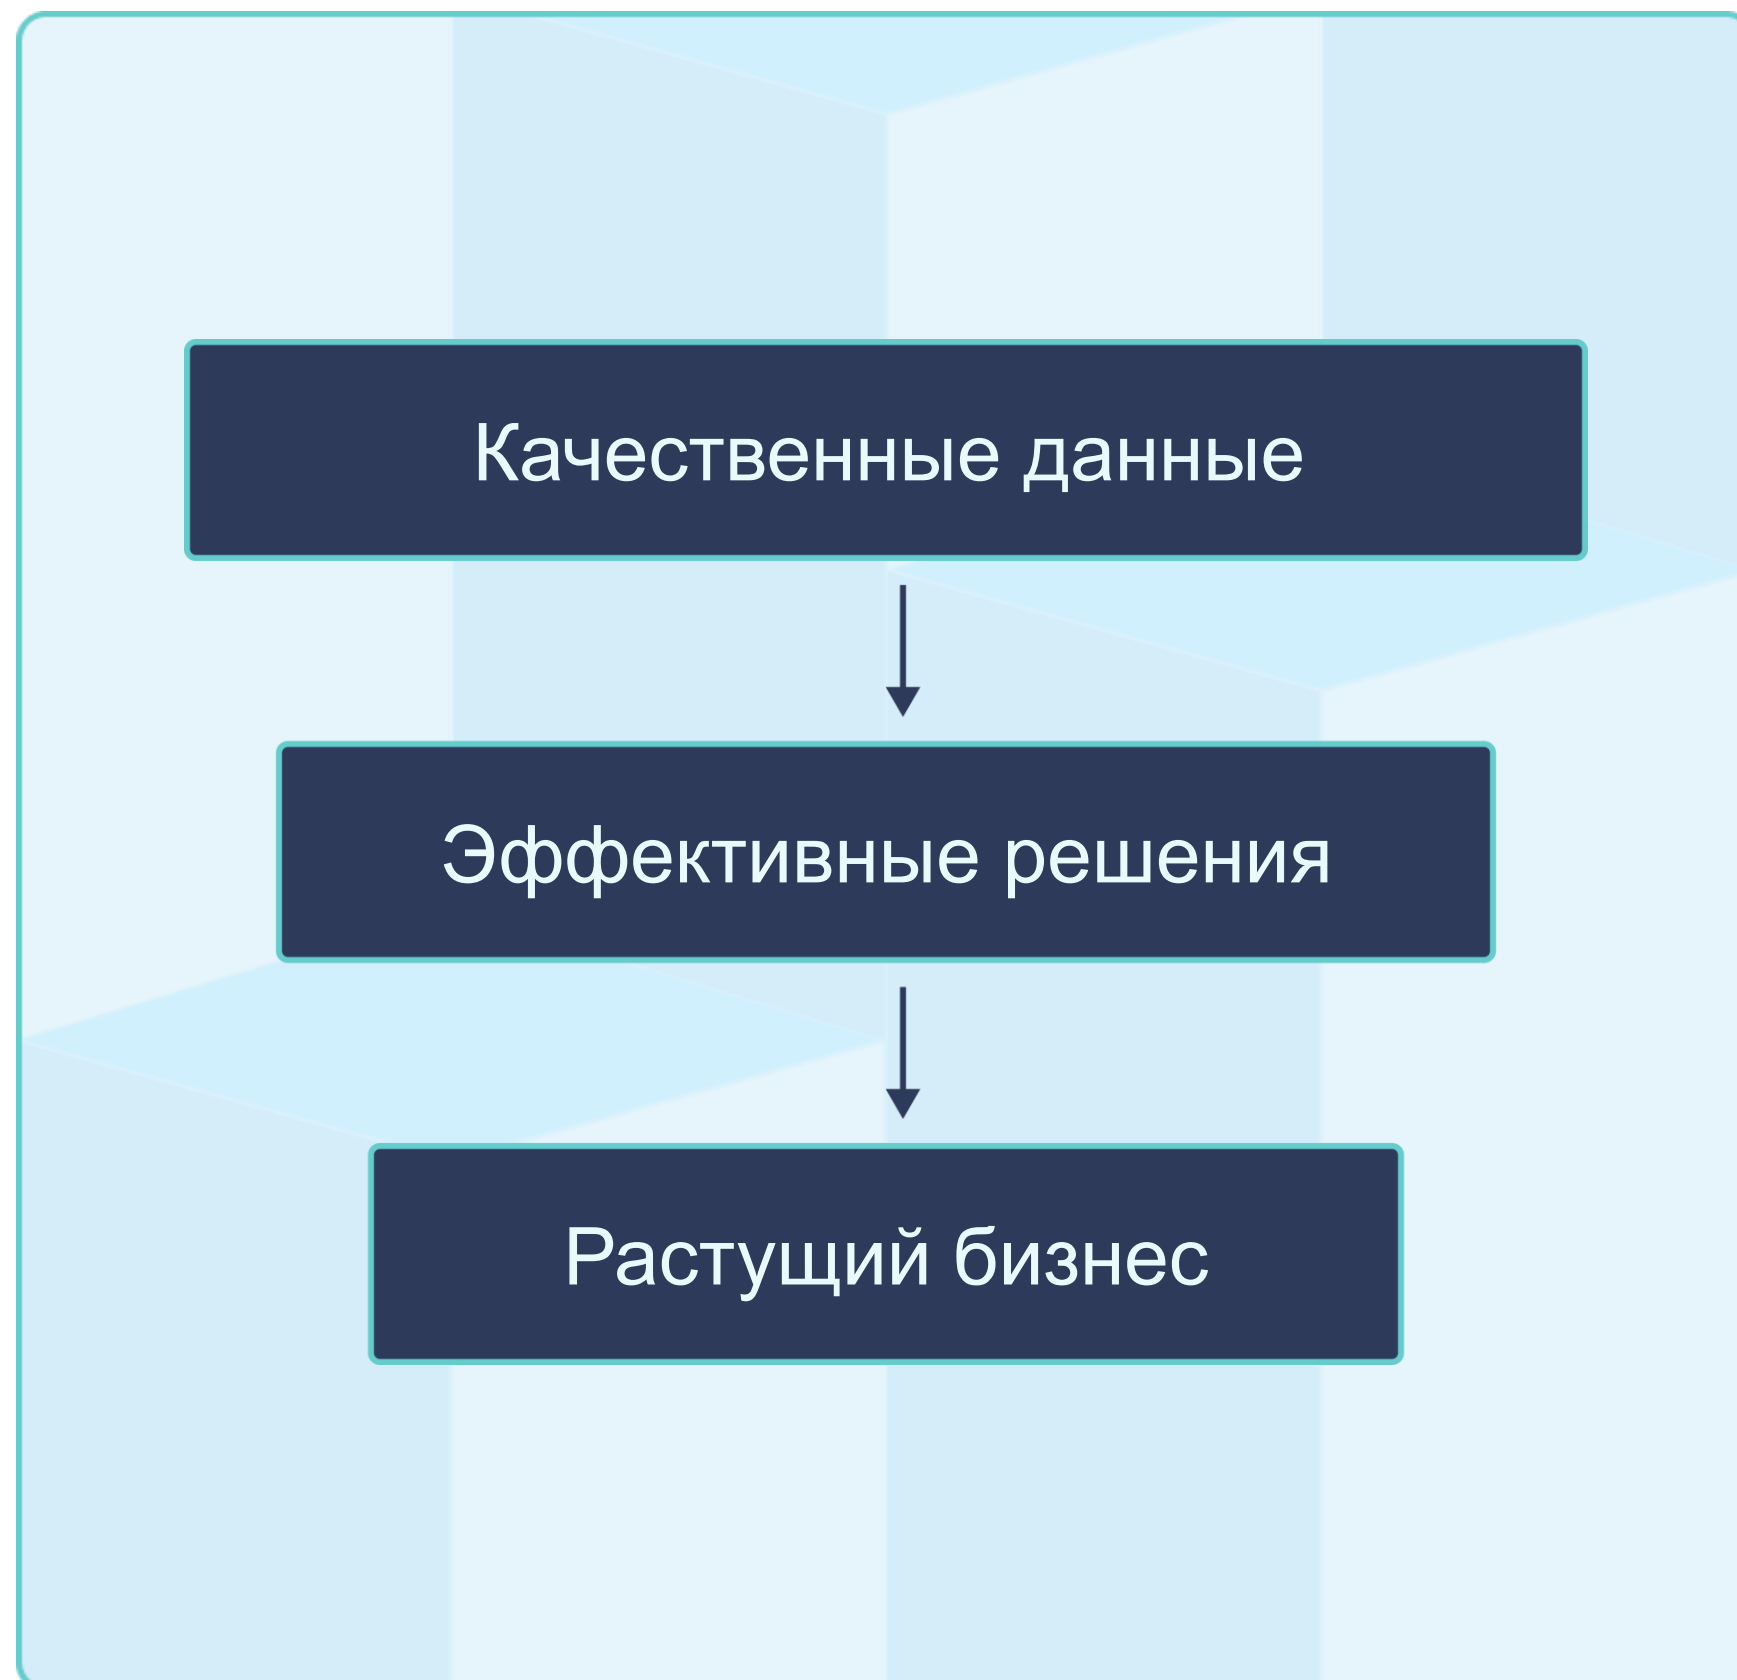 Качественные данные
Эффективные решения
Растущий бизнес